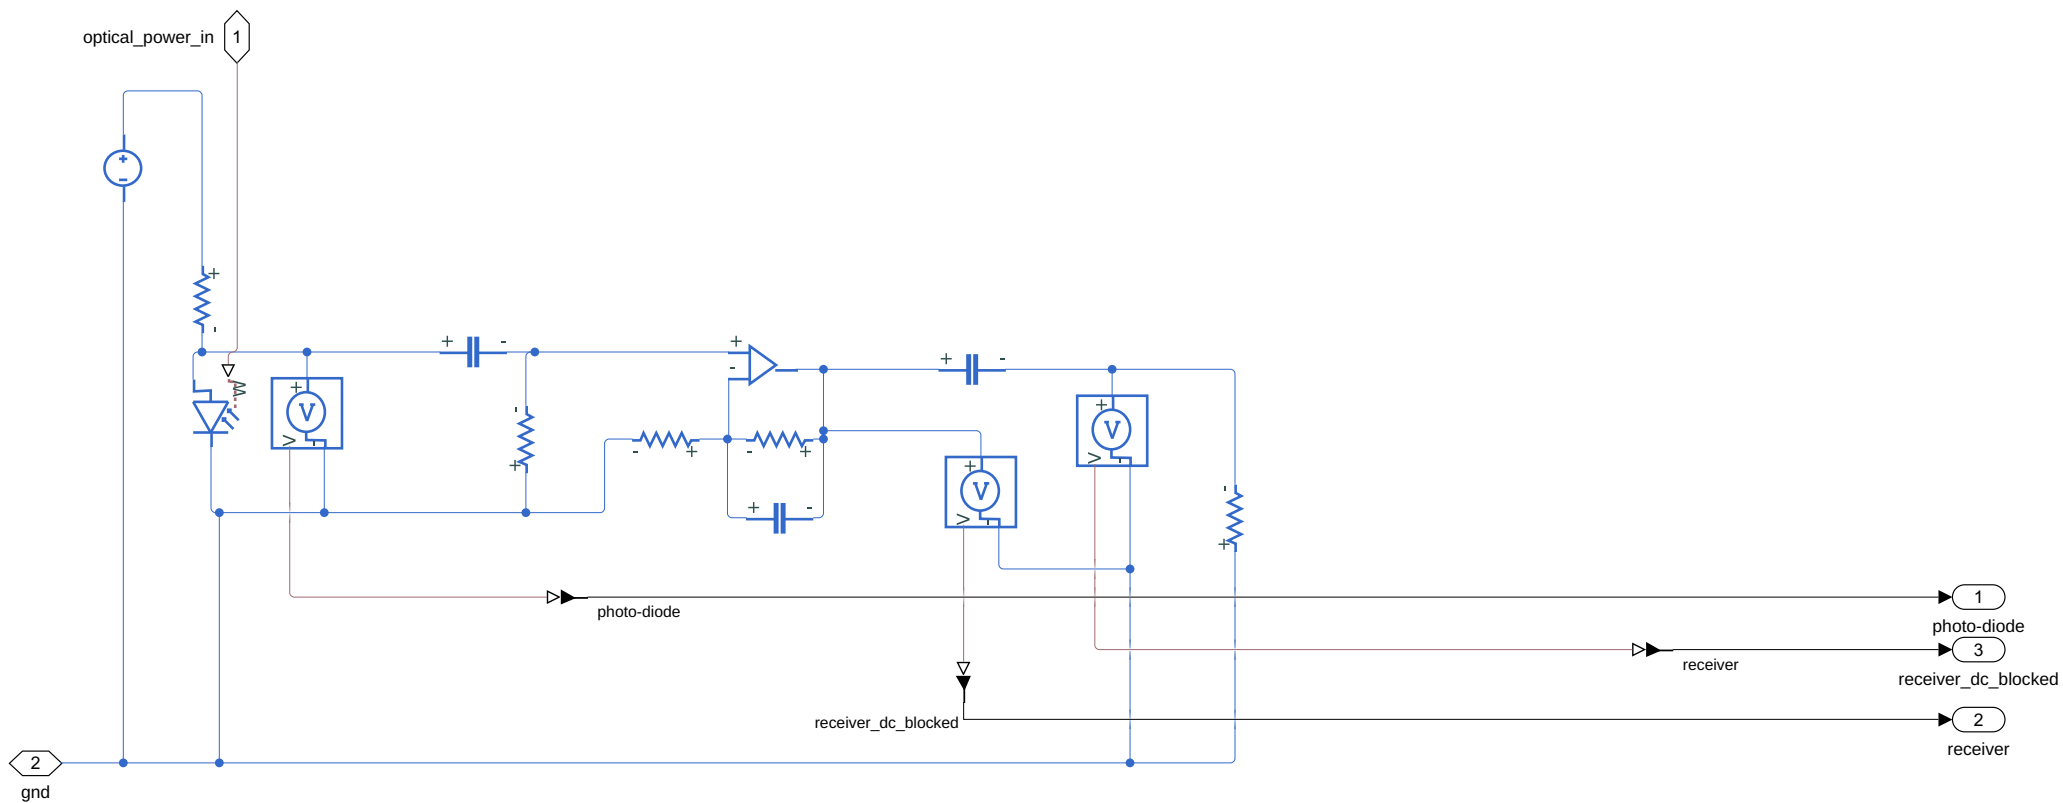 optical_power_in
1
+
-
W
+
V
V
-
+
-
-
+
+
-
-
+
-
+
+
-
+
-
+
V
V
-
+
V
V
-
-
+
photo-diode
1
photo-diode
receiver
3
receiver_dc_blocked
receiver_dc_blocked
2
receiver
2
gnd